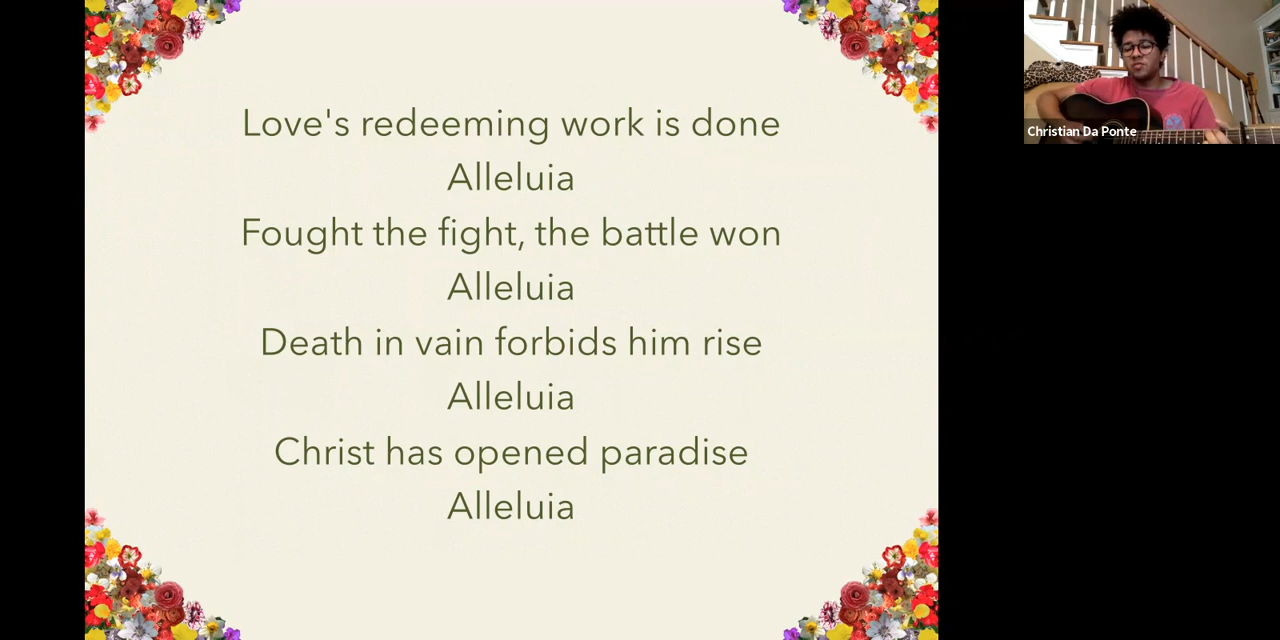 Love's redeeming work is done
Alleluia
Fought the fight, the battle won
Alleluia
Death in vain forbids him rise
Alleluia
Christ has opened paradise
Alleluia
Christian Da Ponte